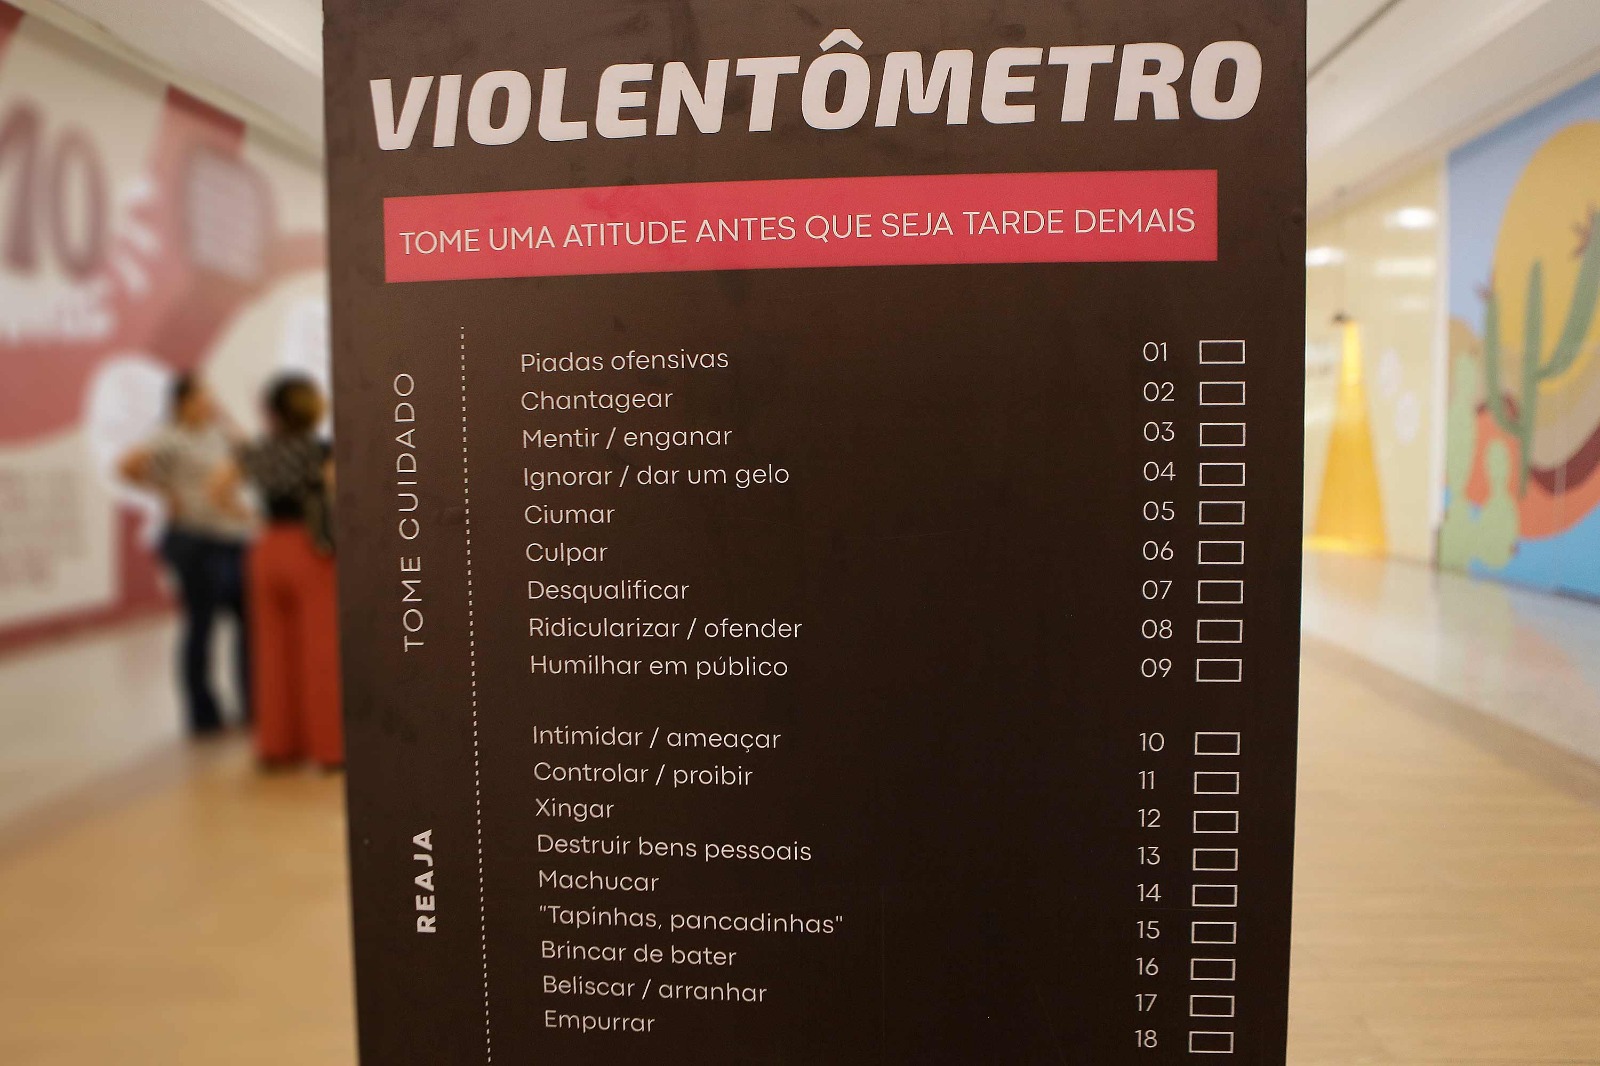 VIOLENTÔMETRO
TOME UMA ATITUDE ANTES QUE SEJA TARDE DEMAIS
TOME CUIDADO
Piadas ofensivas 01
Chantagear 02
Mentir / enganar 03
Ignorar / dar um gelo 04
Ciumar 05
Culpar 06
Desqualificar 07
Ridicularizar / ofender 08
Humilhar em público 09
REAJA
Intimidar / ameaçar 10
Controlar / proibir 11
Xingar 12
Destruir bens pessoais 13
Machucar 14
"Tapinhas, pancadinhas" 15
Brincar de bater 16
Beliscar / arranhar 17
Empurrar 18